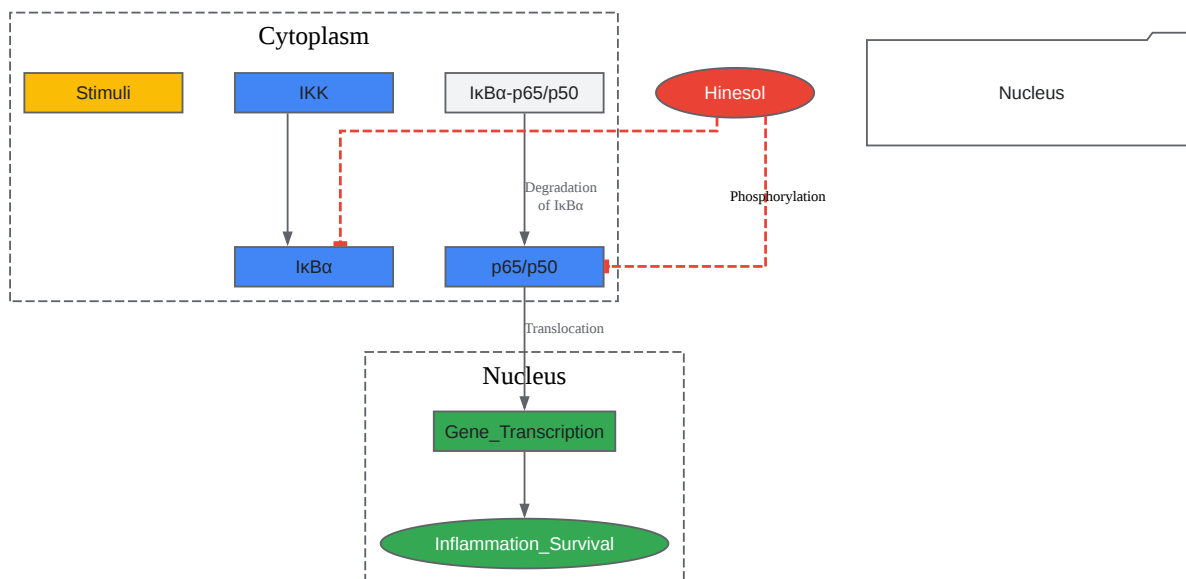 Cytoplasm
Stimuli
IKK
IκBα-p65/p50
Hinesol
Nucleus
Degradation
of IκBα
Phosphorylation
IκBα
p65/p50
Translocation
Nucleus
Gene_Transcription
Inflammation_Survival